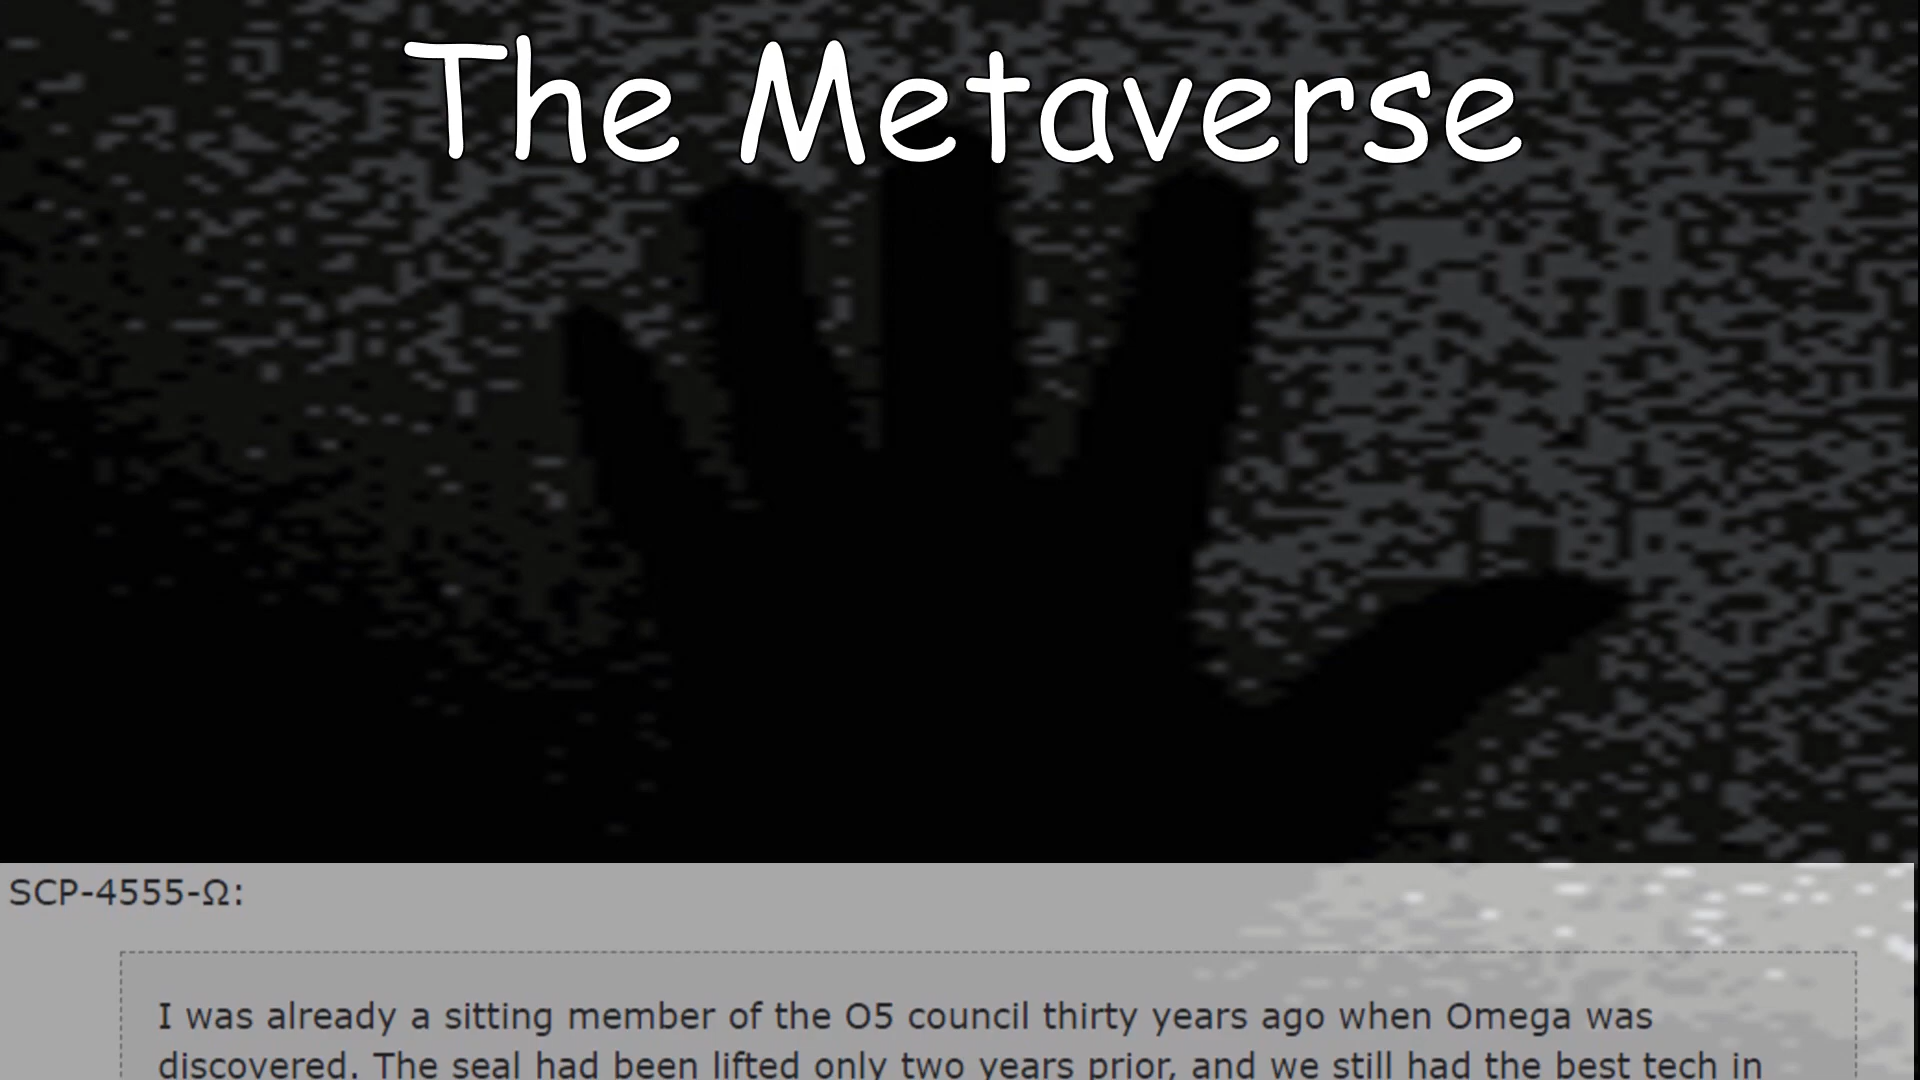 The Metaverse
SCP-4555-Ω:
I was already a sitting member of the O5 council thirty years ago when Omega was
discovered. The seal had been lifted only two years prior, and we still had the best tech in